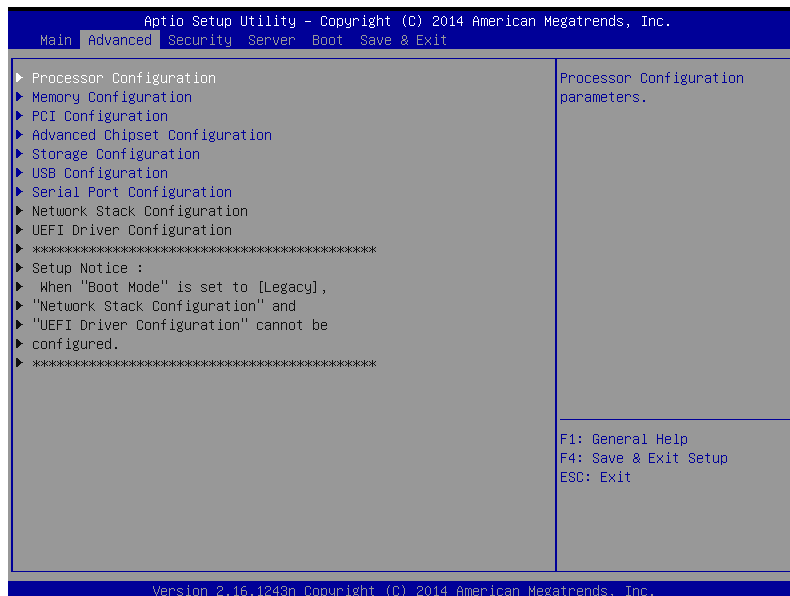 Aptio Setup Utility – Copyright (C) 2014 American Megatrends, Inc.
Main Advanced Security Server Boot Save & Exit
Processor Configuration
Memory Configuration
PCI Configuration
Advanced Chipset Configuration
Storage Configuration
USB Configuration
Serial Port Configuration
Network Stack Configuration
UEFI Driver Configuration
*******************************************
Setup Notice :
When "Boot Mode" is set to [Legacy],
"Network Stack Configuration" and
"UEFI Driver Configuration" cannot be
configured.
*******************************************
Processor Configuration
parameters.
F1: General Help
F4: Save & Exit Setup
ESC: Exit
Version 2.16.1243n Copyright (C) 2014 American Megatrends, Inc.